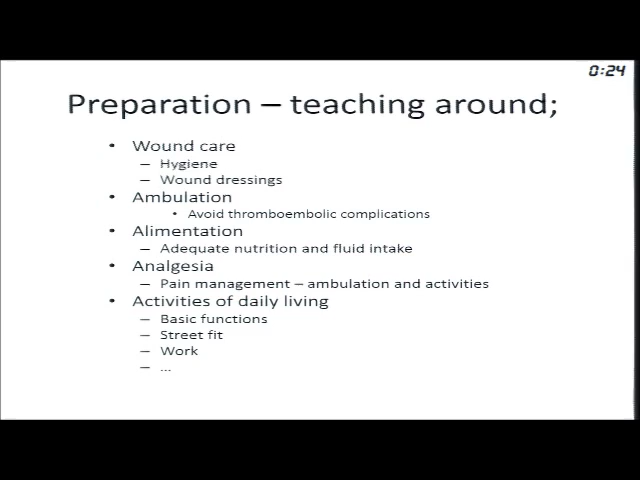 0:24
Preparation – teaching around;
• Wound care
– Hygiene
– Wound dressings
• Ambulation
• Avoid thromboembolic complications
• Alimentation
– Adequate nutrition and fluid intake
• Analgesia
– Pain management – ambulation and activities
• Activities of daily living
– Basic functions
– Street fit
– Work
– ...